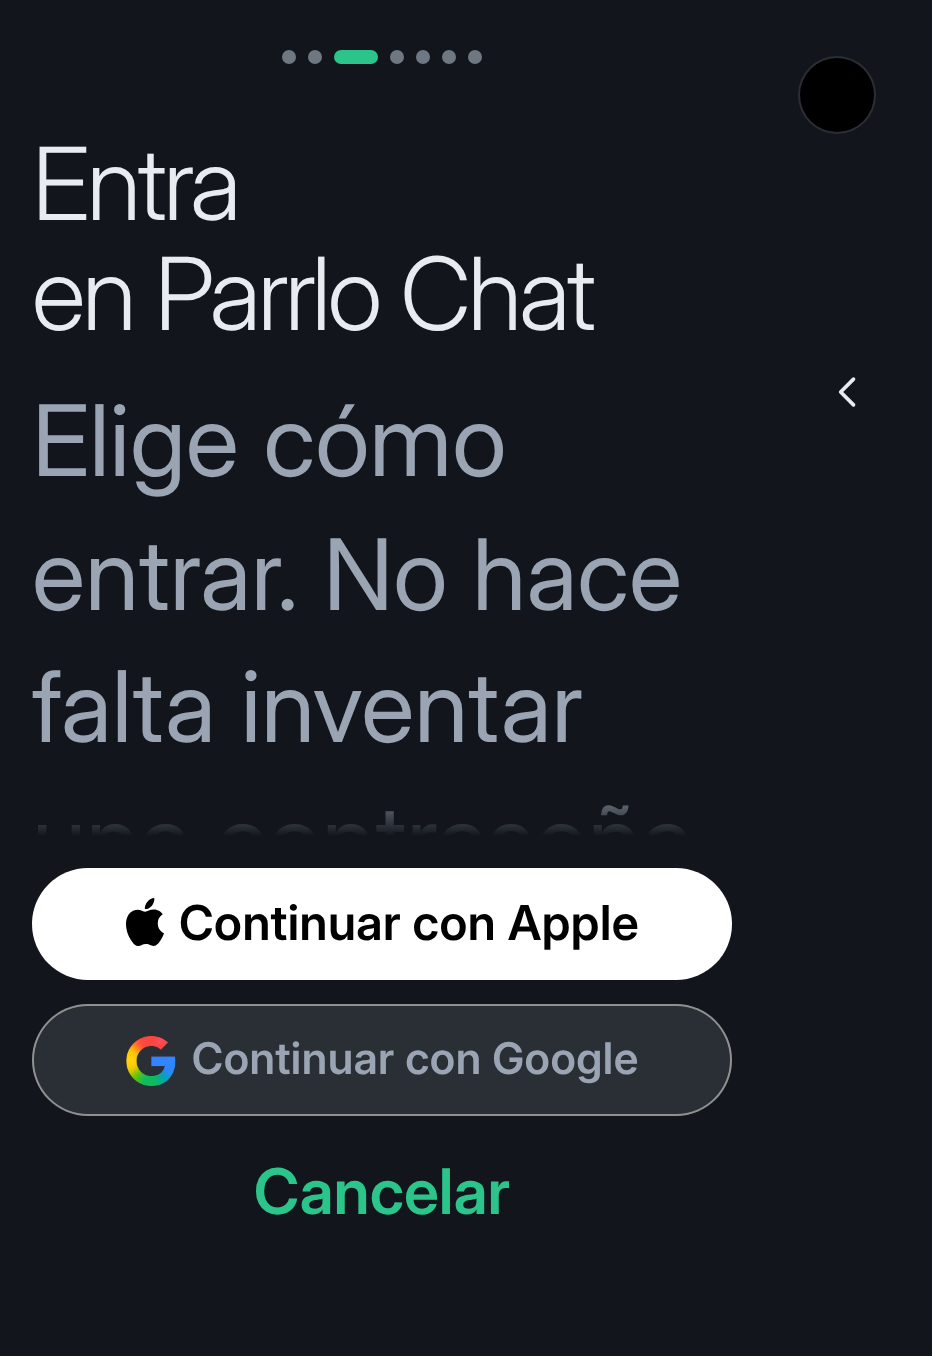 Entra
en Parrlo Chat
Elige cómo
entrar. No hace
falta inventar
Continuar con Apple
Continuar con Google
Cancelar